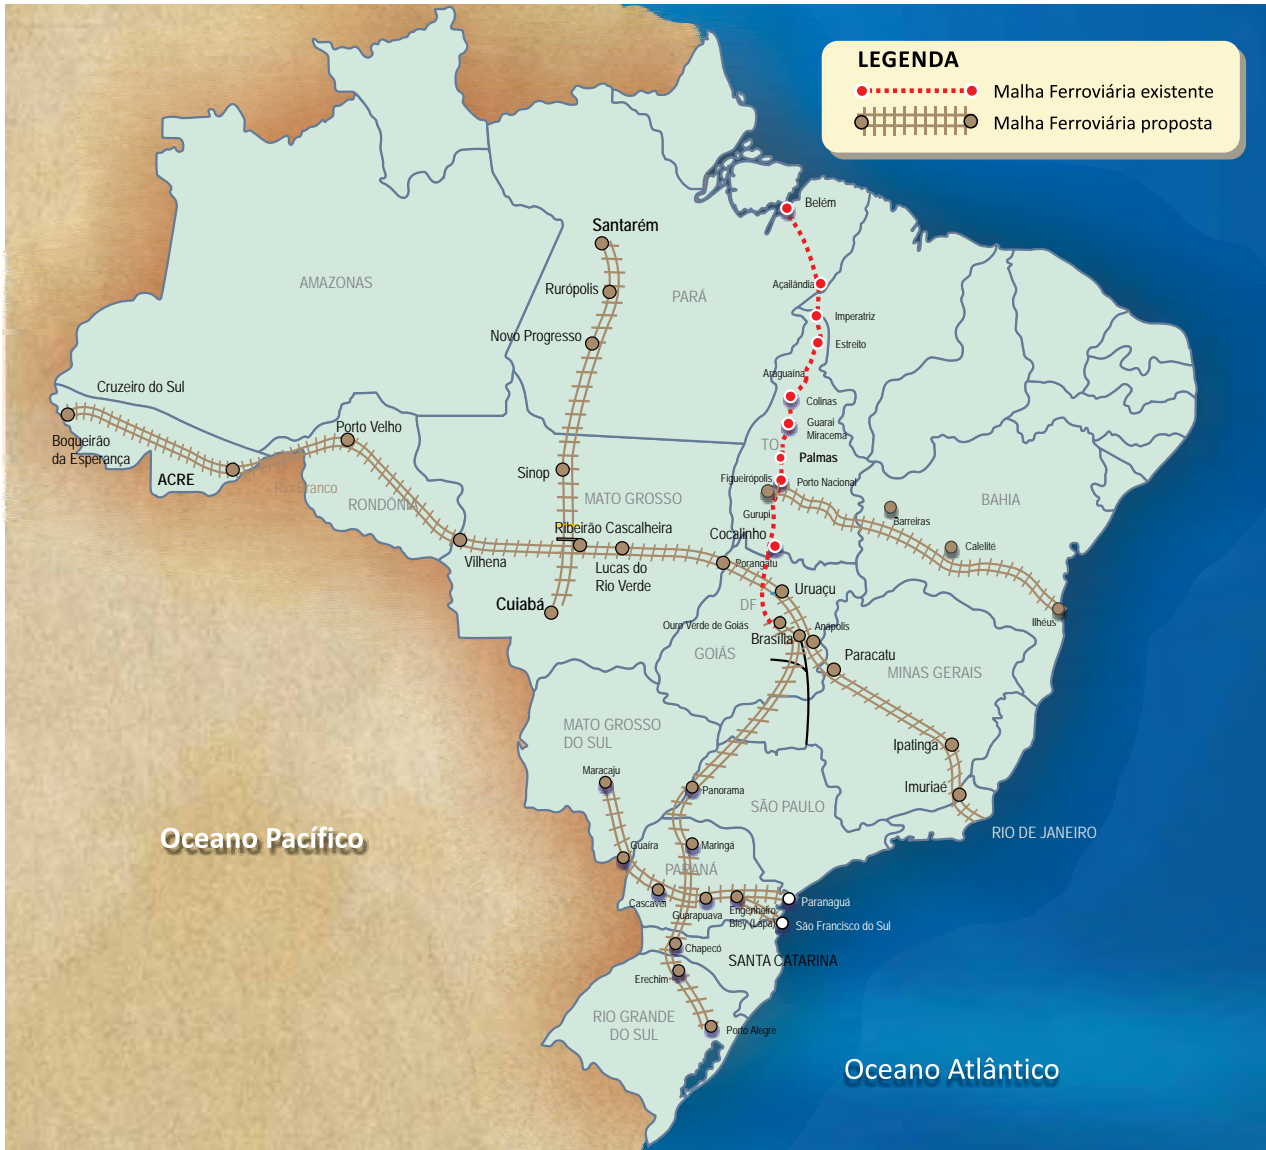 LEGENDA
Malha Ferroviária existente
Malha Ferroviária proposta
Belém
Santarém
AMAZONAS
Rurópolis
PARÁ
Açailândia
Imperatriz
Novo Progresso
Estreito
Araguaína
Cruzeiro do Sul
Colinas
Guarai
Miracema
Porto Velho
Boqueirão
da Esperança
TO
Palmas
ACRE
Sinop
Figueirópolis
Porto Nacional
Rio Branco
RONDÔNIA
MATO GROSSO
BAHIA
Gurupi
Barreiras
Ribeirão Cascalheira
Cocalinho
Calelité
Vilhena
Lucas do
Rio Verde
Porangatu
Uruaçu
Cuiabá
DF
Ilhéus
Ouro Verde de Goiás
Anápolis
Brasília
GOIÁS
Paracatu
MINAS GERAIS
MATO GROSSO
DO SUL
Ipatinga
Maracaju
Panorama
Imuriaé
SÃO PAULO
RIO DE JANEIRO
Oceano Pacífico
Guaíra
Maringá
PARANÁ
Cascavel
Guarapuava
Engenheiro
Bley (Lapa)
Paranaguá
São Francisco do Sul
Chapecó
SANTA CATARINA
Erechim
RIO GRANDE
DO SUL
Porto Alegre
Oceano Atlântico